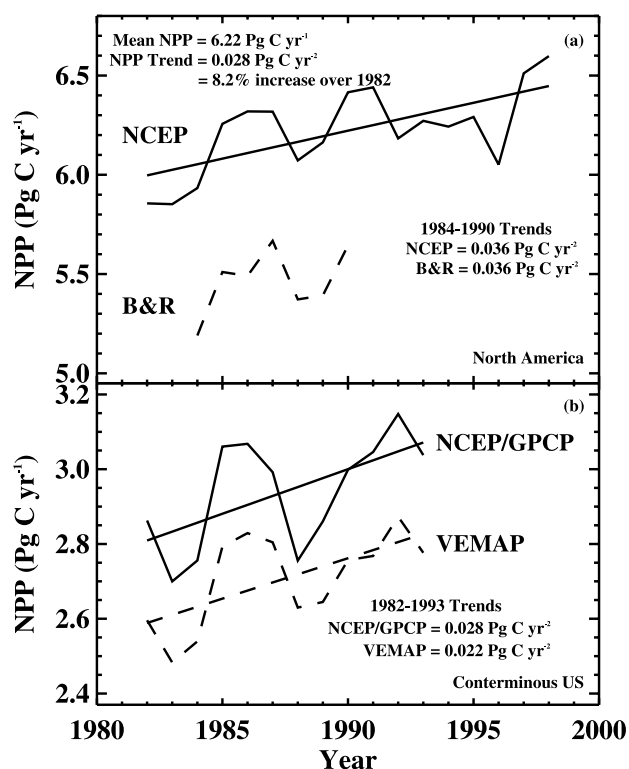 Mean NPP = 6.22 Pg C yr⁻¹
(a)
NPP Trend = 0.028 Pg C yr⁻²
= 8.2% increase over 1982
6.5
NCEP
6.0
NPP (Pg C yr⁻¹)
1984-1990 Trends
NCEP = 0.036 Pg C yr⁻²
B&R = 0.036 Pg C yr⁻²
5.5
B&R
North America
5.0
3.2
(b)
NCEP/GPCP
3.0
NPP (Pg C yr⁻¹)
2.8
VEMAP
1982-1993 Trends
NCEP/GPCP = 0.028 Pg C yr⁻²
VEMAP = 0.022 Pg C yr⁻²
2.6
Conterminous US
2.4
1980 1985 1990 1995 2000
Year